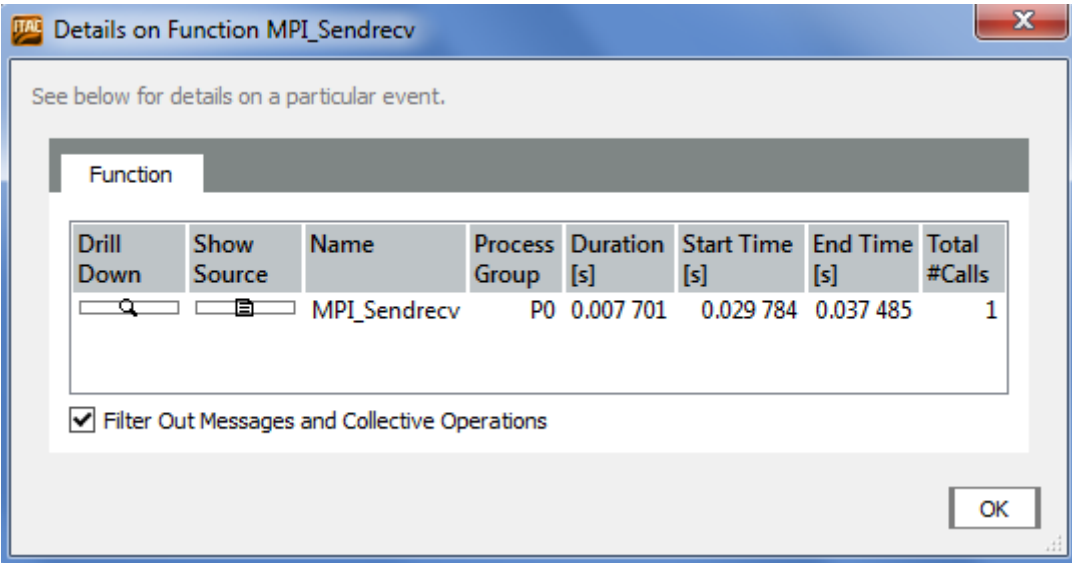 ITAC Details on Function MPI_Sendrecv
See below for details on a particular event.
Function
Drill Down Show Source Name Process Group Duration [s] Start Time [s] End Time [s] Total #Calls
MPI_Sendrecv P0 0.007 701 0.029 784 0.037 485 1
Filter Out Messages and Collective Operations
OK